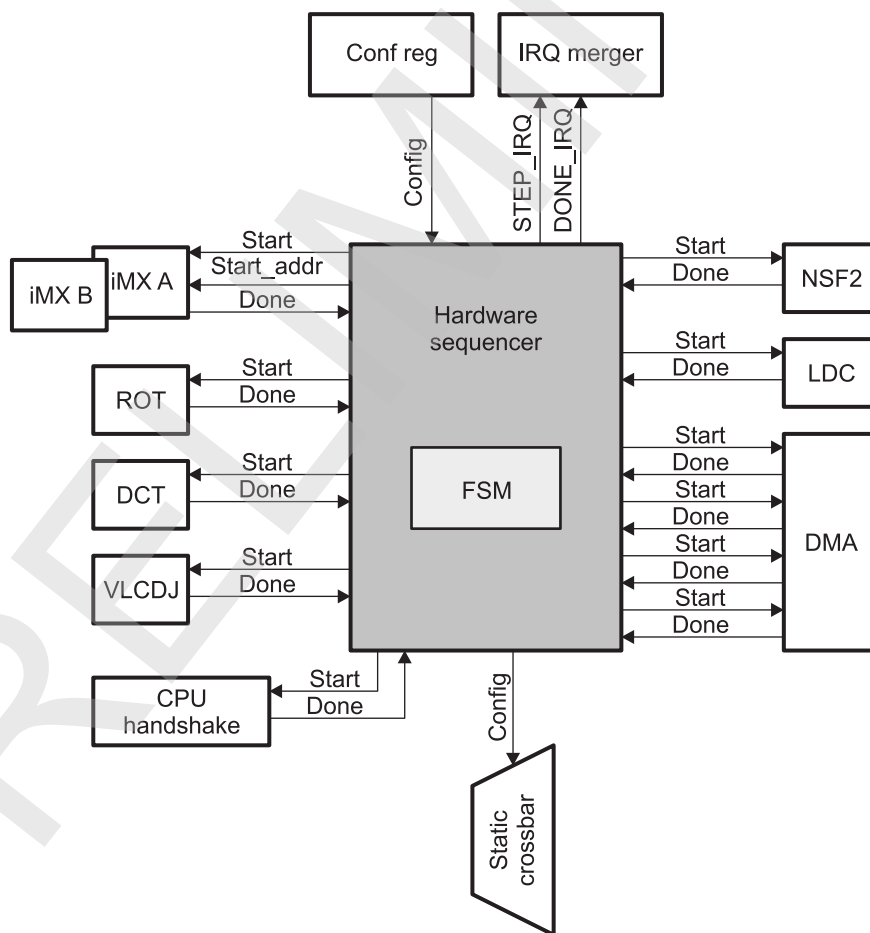 Conf reg
IRQ merger
Config
STEP_IRQ
DONE_IRQ
Start
Start_addr
Done
iMX A
iMX B
Hardware
sequencer
FSM
Start
Done
NSF2
Start
Done
ROT
Start
Done
LDC
Start
Done
DCT
Start
Done
VLCDJ
Start
Done
Start
Done
Start
Done
Start
Done
DMA
Start
Done
CPU
handshake
Config
Static
crossbar
RELIMI